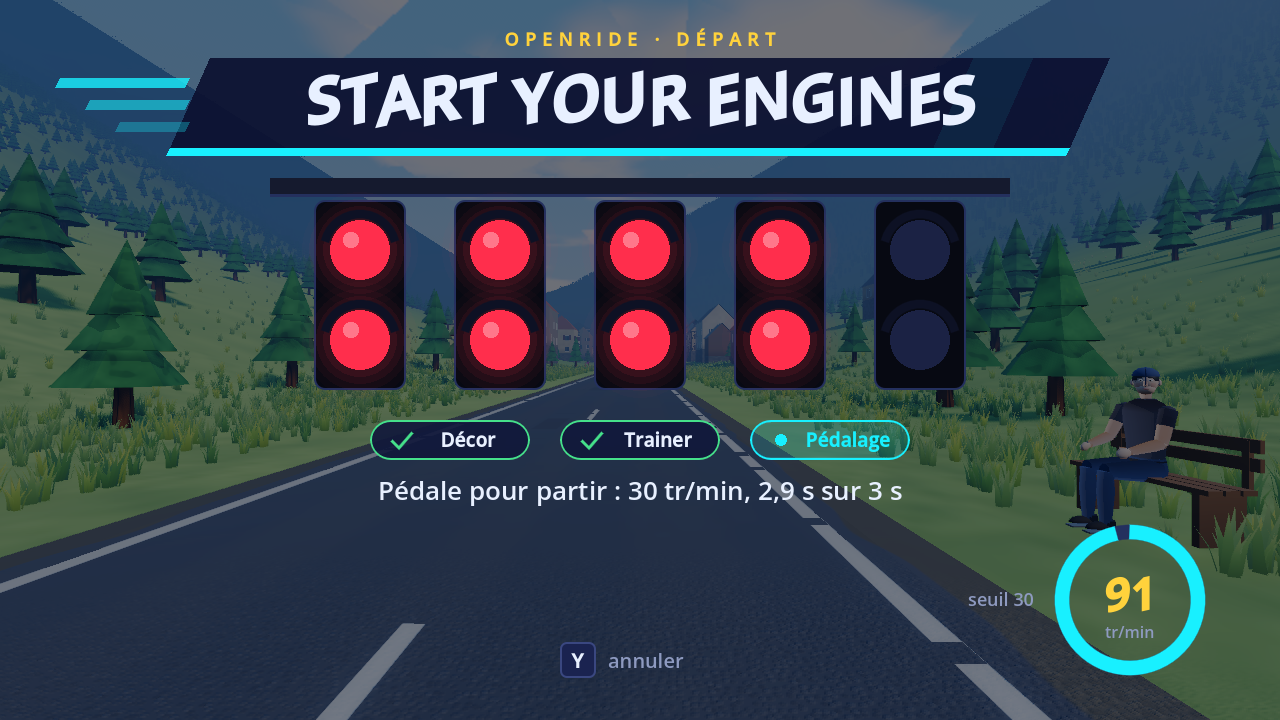 OPENRIDE · DÉPART
START YOUR ENGINES
Décor
Trainer
Pédalage
Pédale pour partir : 30 tr/min, 2,9 s sur 3 s
seuil 30
91
tr/min
Y annuler